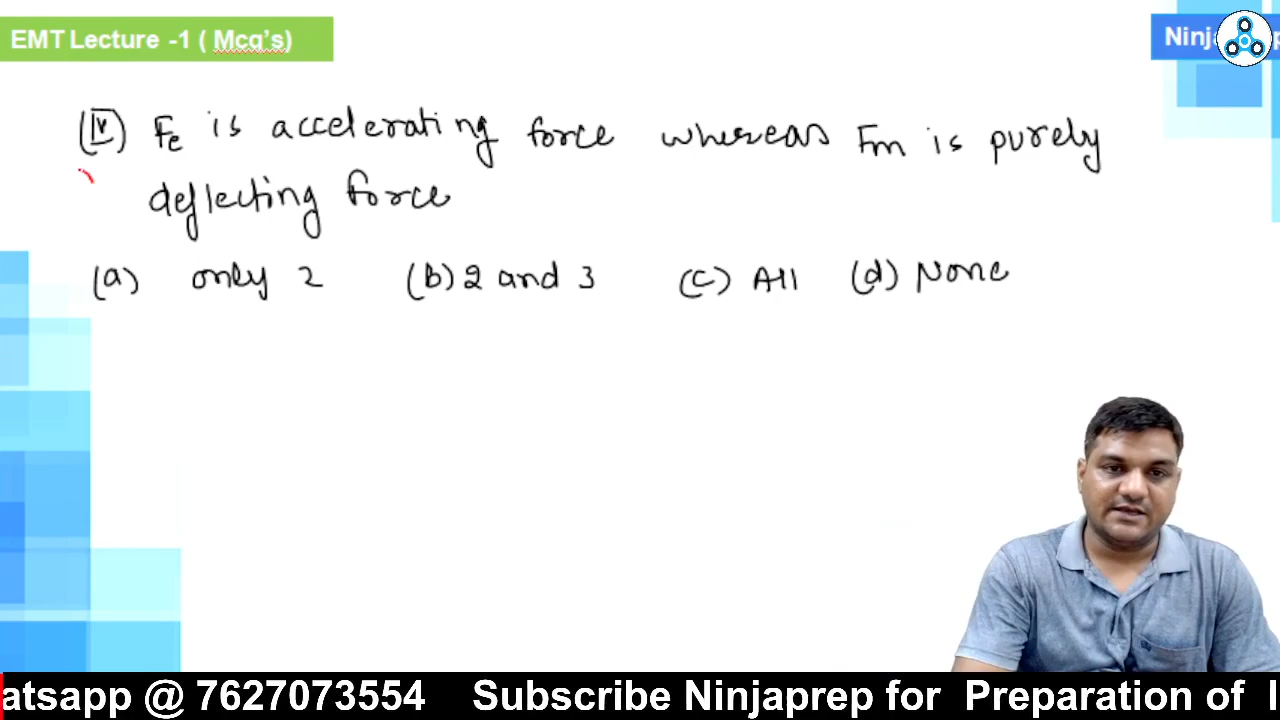 EMT Lecture -1 ( Mcq's)
Ninj
(IV) Fe is accelerating force whereas Fm is purely
deflecting force
(a) only 2 (b) 2 and 3 (c) All (d) None
atsapp @ 7627073554 Subscribe Ninjaprep for Preparation of